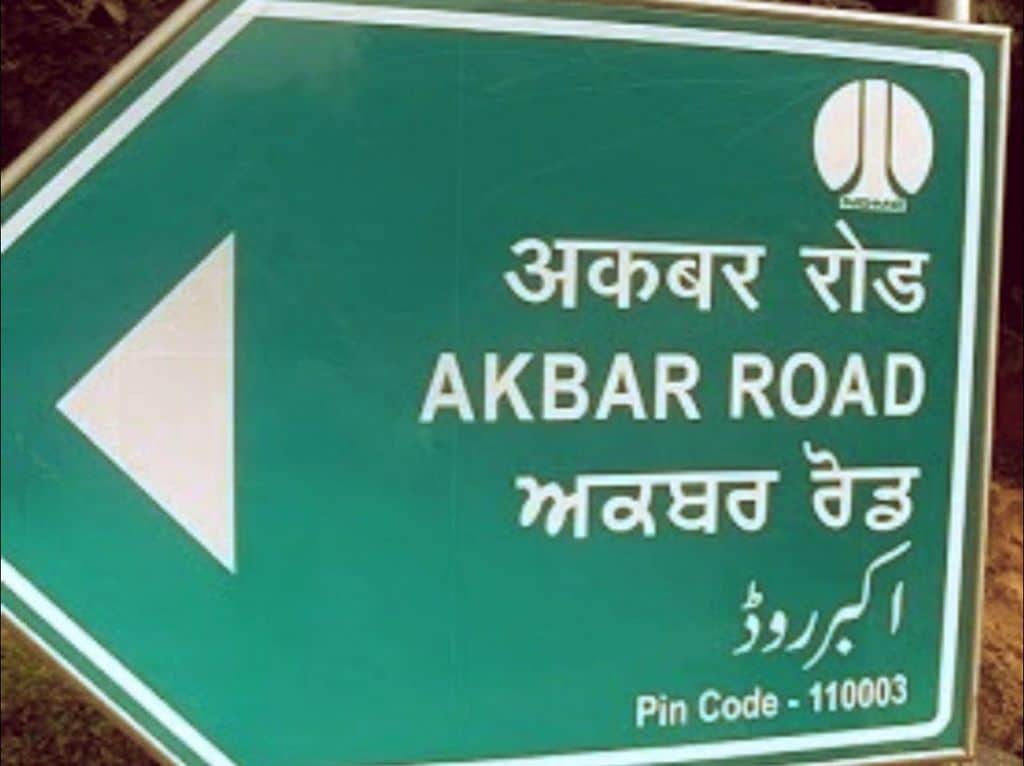 अकबर रोड
AKBAR ROAD
ਅਕਬਰ ਰੋਡ
اکبر روڈ
Pin Code - 110003